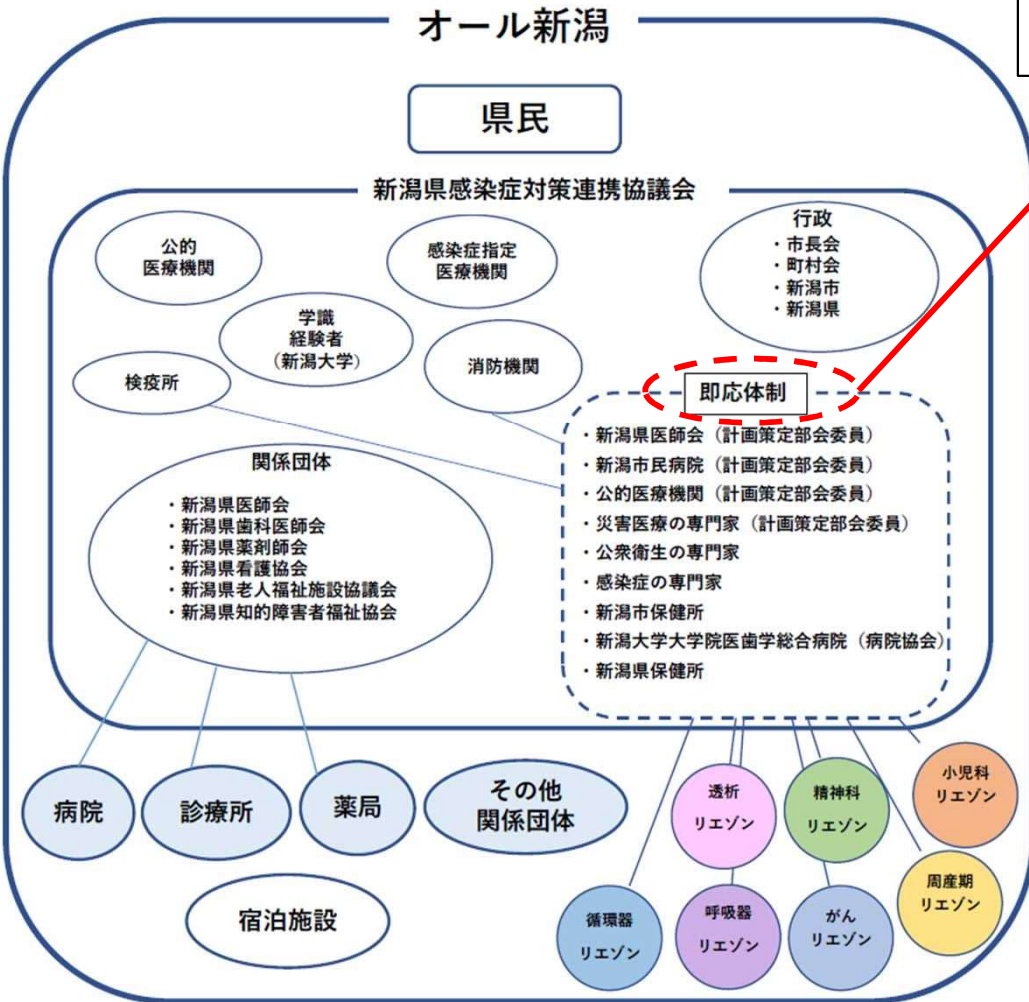 オール新潟
県民
新潟県感染症対策連携協議会
公的
医療機関
感染症指定
医療機関
行政
・市長会
・町村会
・新潟市
・新潟県
学識
経験者
(新潟大学)
消防機関
検疫所
即応体制
・新潟県医師会（計画策定部会委員）
・新潟市民病院（計画策定部会委員）
・公的医療機関（計画策定部会委員）
・災害医療の専門家（計画策定部会委員）
・公衆衛生の専門家
・感染症の専門家
・新潟市保健所
・新潟大学大学院医歯学総合病院（病院協会）
・新潟県保健所
関係団体
・新潟県医師会
・新潟県歯科医師会
・新潟県薬剤師会
・新潟県看護協会
・新潟県老人福祉施設協議会
・新潟県知的障害者福祉協会
病院
診療所
薬局
その他
関係団体
宿泊施設
透析
リエゾン
精神科
リエゾン
小児科
リエゾン
循環器
リエゾン
呼吸器
リエゾン
がん
リエゾン
周産期
リエゾン